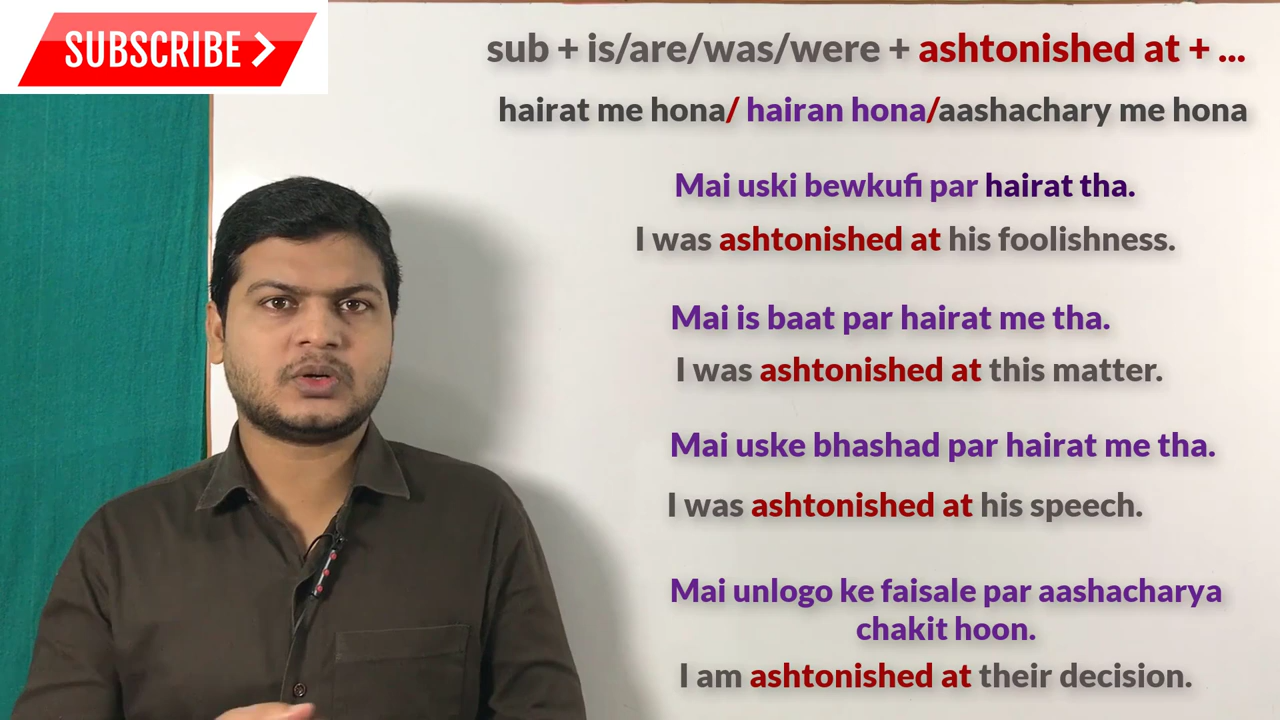 SUBSCRIBE
sub + is/are/was/were + ashtonished at + ...
hairat me hona/ hairan hona/aashachary me hona
Mai uski bewkufi par hairat tha.
I was ashtonished at his foolishness.
Mai is baat par hairat me tha.
I was ashtonished at this matter.
Mai uske bhashad par hairat me tha.
I was ashtonished at his speech.
Mai unlogo ke faisale par aashacharya
chakit hoon.
I am ashtonished at their decision.